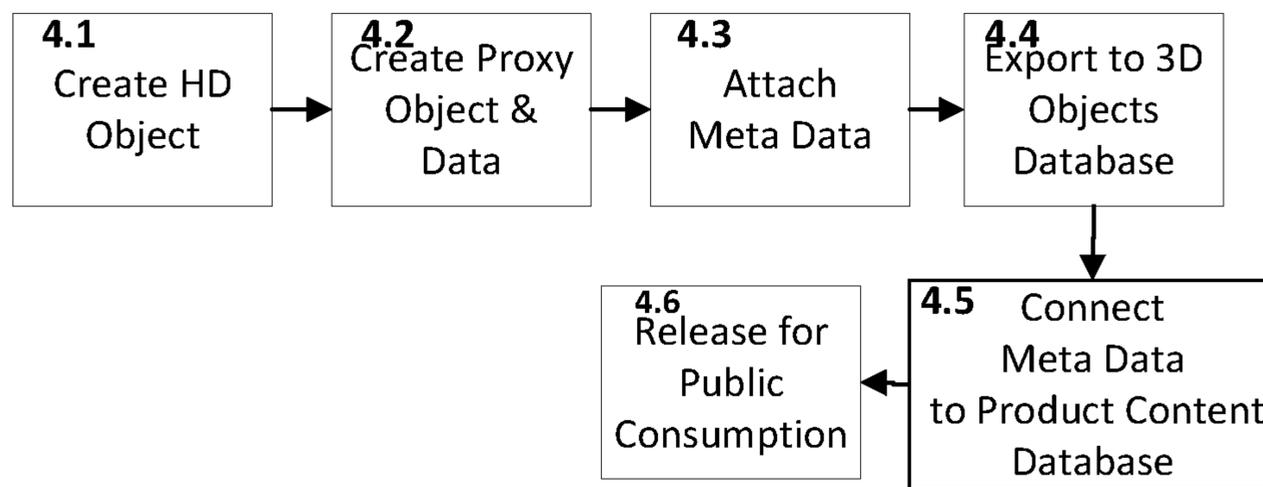 4.1
Create HD
Object
4.2
Create Proxy
Object &
Data
4.3
Attach
Meta Data
4.4
Export to 3D
Objects
Database
4.5
Connect
Meta Data
to Product Content
Database
4.6
Release for
Public
Consumption